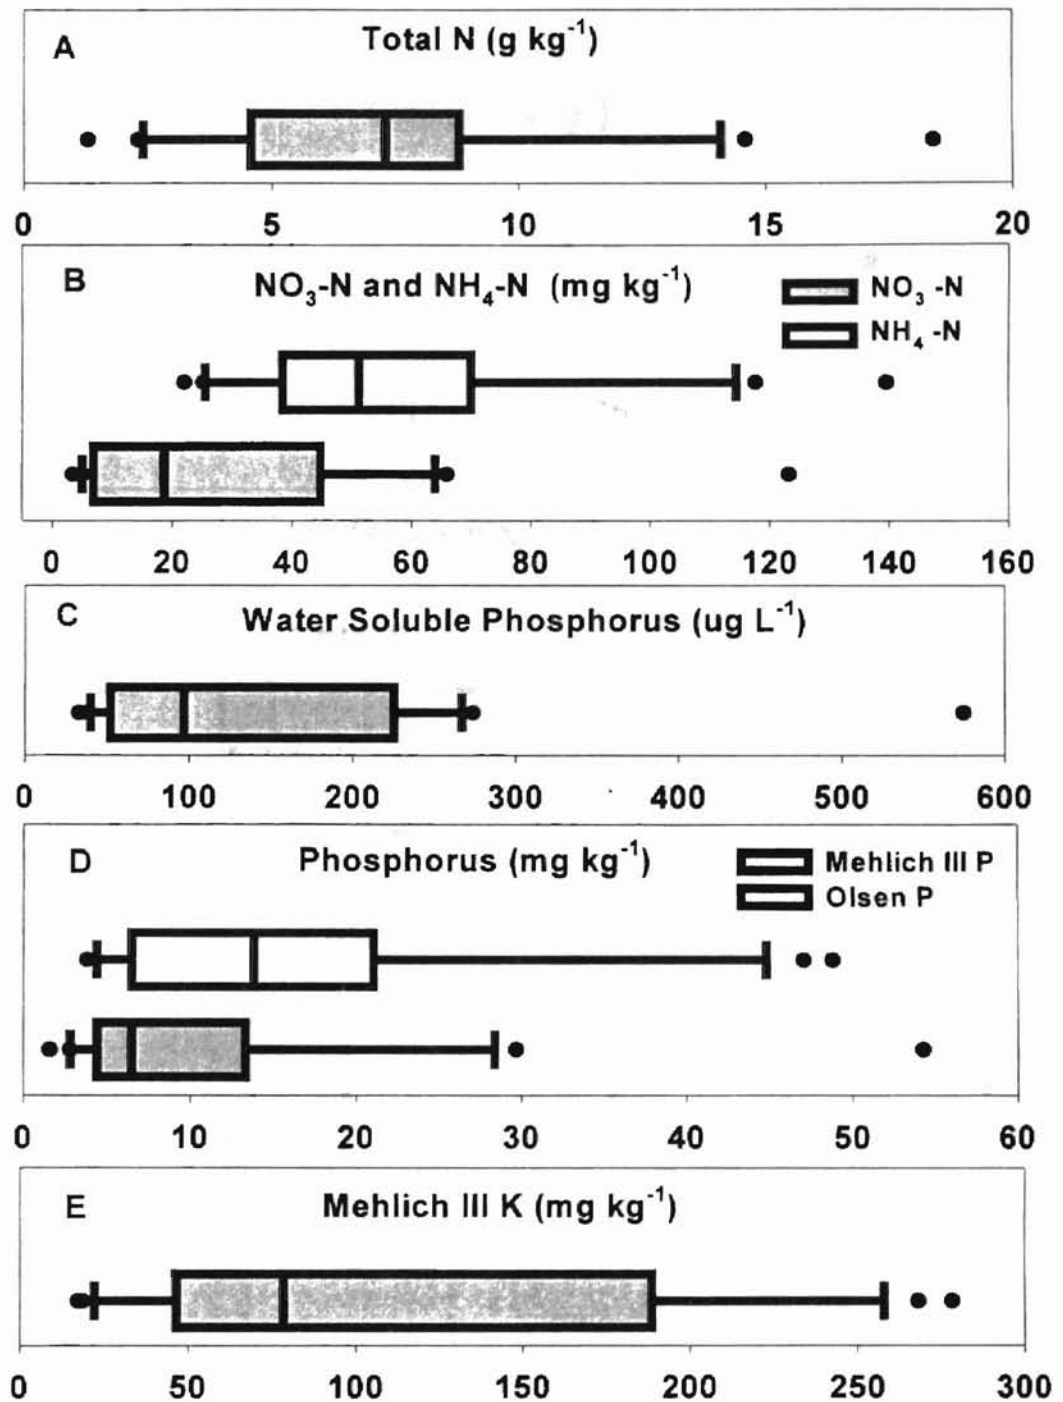 A
Total N (g kg⁻¹)
0 5 10 15 20
B
NO₃-N and NH₄-N (mg kg⁻¹)
NO₃ -N
NH₄ -N
0 20 40 60 80 100 120 140 160
C
Water Soluble Phosphorus (ug L⁻¹)
0 100 200 300 400 500 600
D
Phosphorus (mg kg⁻¹)
Mehlich III P
Olsen P
0 10 20 30 40 50 60
E
Mehlich III K (mg kg⁻¹)
0 50 100 150 200 250 300